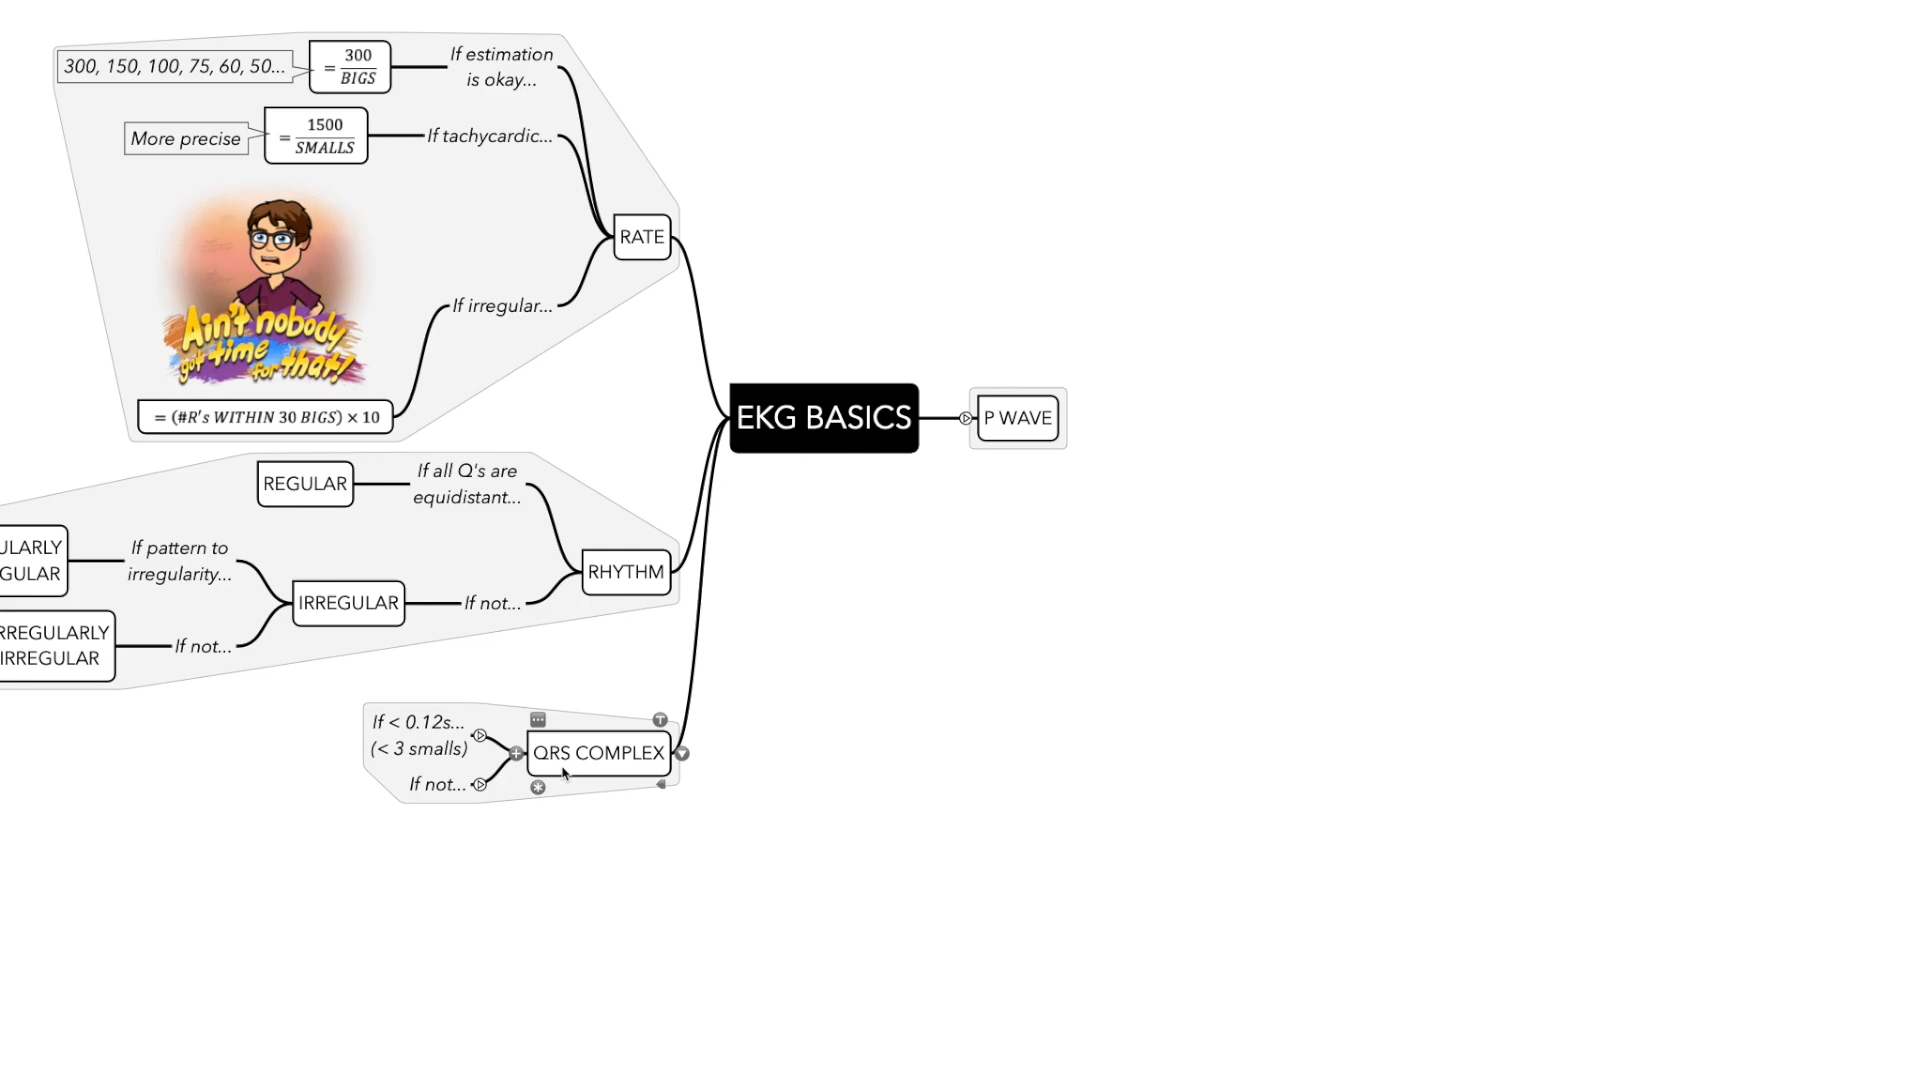 300, 150, 100, 75, 60, 50...
= 300
BIGS
If estimation
is okay...
More precise
= 1500
SMALLS
If tachycardic...
Ain't nobody
got time
for that!
RATE
If irregular...
= (#R's WITHIN 30 BIGS) × 10
EKG BASICS
P WAVE
REGULAR
If all Q's are
equidistant...
ULARLY
GULAR
If pattern to
irregularity...
IRREGULAR
If not...
RHYTHM
RREGULARLY
IRREGULAR
If not...
If < 0.12s...
(< 3 smalls)
If not...
QRS COMPLEX